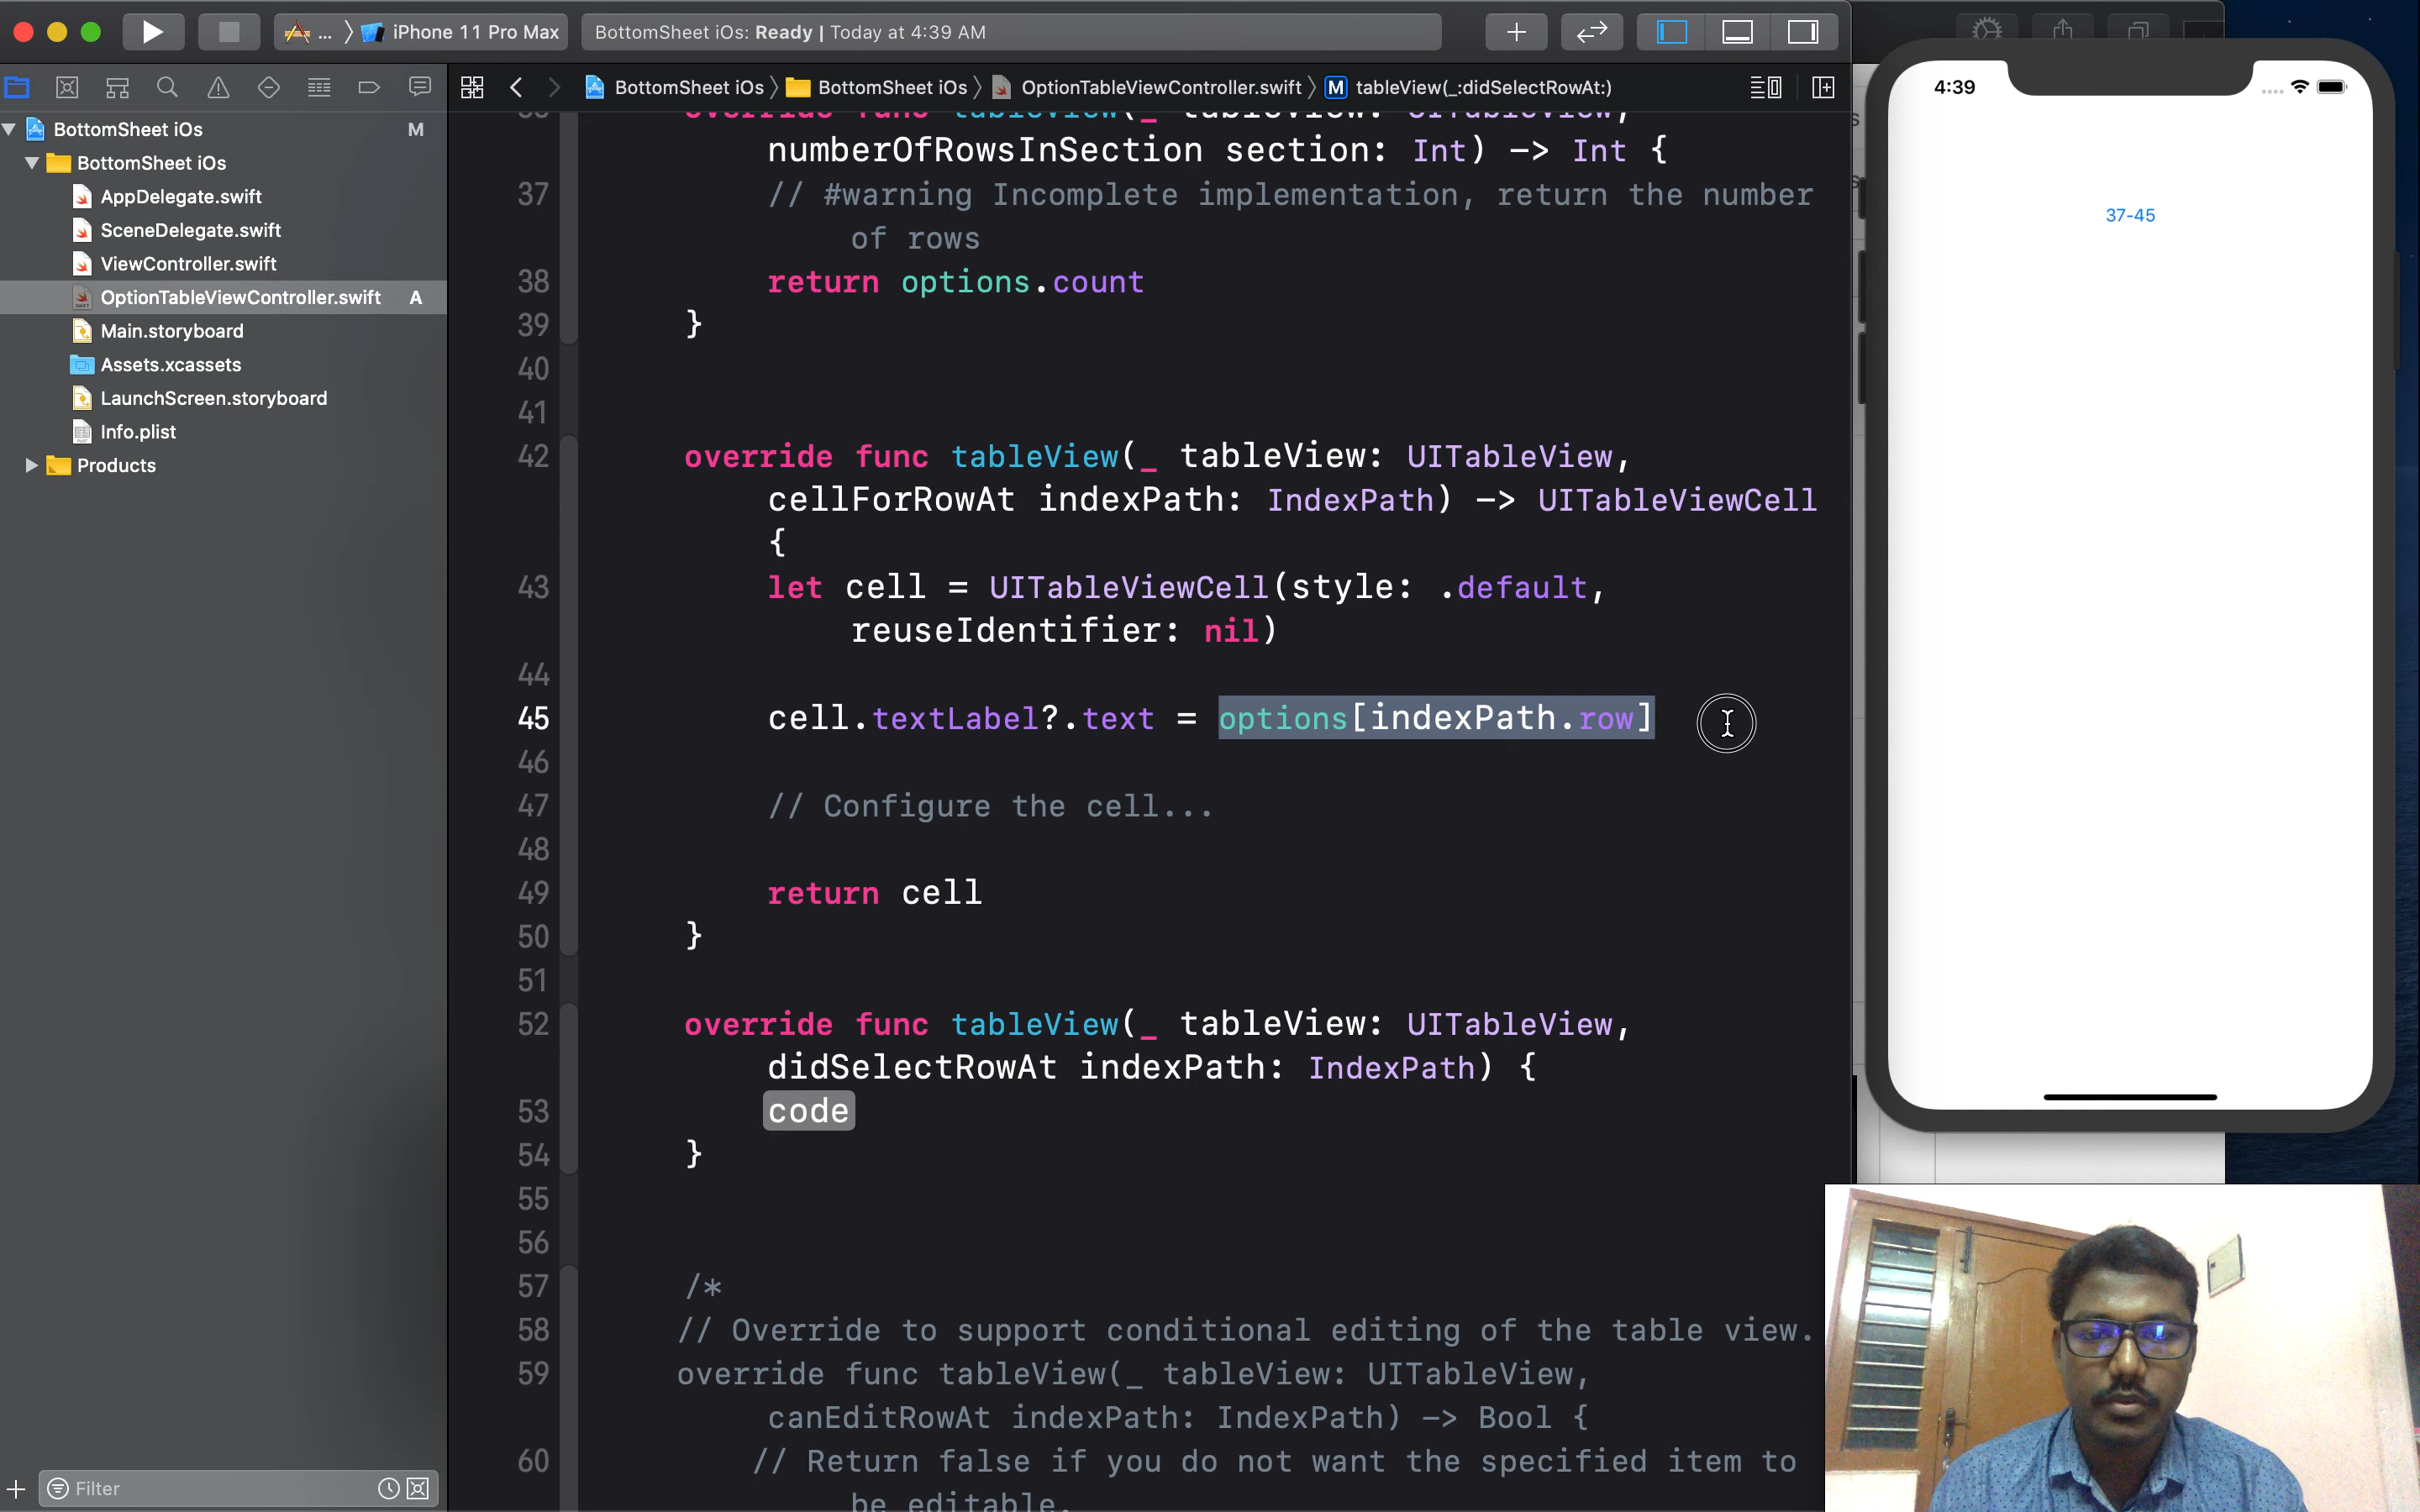 ... iPhone 11 Pro Max
BottomSheet iOs: Ready | Today at 4:39 AM
BottomSheet iOs
BottomSheet iOs
OptionTableViewController.swift
M tableView(_:didSelectRowAt:)
BottomSheet iOs M
BottomSheet iOs
AppDelegate.swift
SceneDelegate.swift
ViewController.swift
OptionTableViewController.swift A
Main.storyboard
Assets.xcassets
LaunchScreen.storyboard
Info.plist
Products
Filter
override func tableView(_ tableView: UITableView,
numberOfRowsInSection section: Int) -> Int {
37 // #warning Incomplete implementation, return the number
of rows
38 return options.count
39 }
40
41
42 override func tableView(_ tableView: UITableView,
cellForRowAt indexPath: IndexPath) -> UITableViewCell
{
43 let cell = UITableViewCell(style: .default,
reuseIdentifier: nil)
44
45 cell.textLabel?.text = options[indexPath.row]
46
47 // Configure the cell...
48
49 return cell
50 }
51
52 override func tableView(_ tableView: UITableView,
didSelectRowAt indexPath: IndexPath) {
53 code
54 }
55
56
57 /*
58 // Override to support conditional editing of the table view.
59 override func tableView(_ tableView: UITableView,
canEditRowAt indexPath: IndexPath) -> Bool {
60 // Return false if you do not want the specified item to
be editable.
4:39
37-45